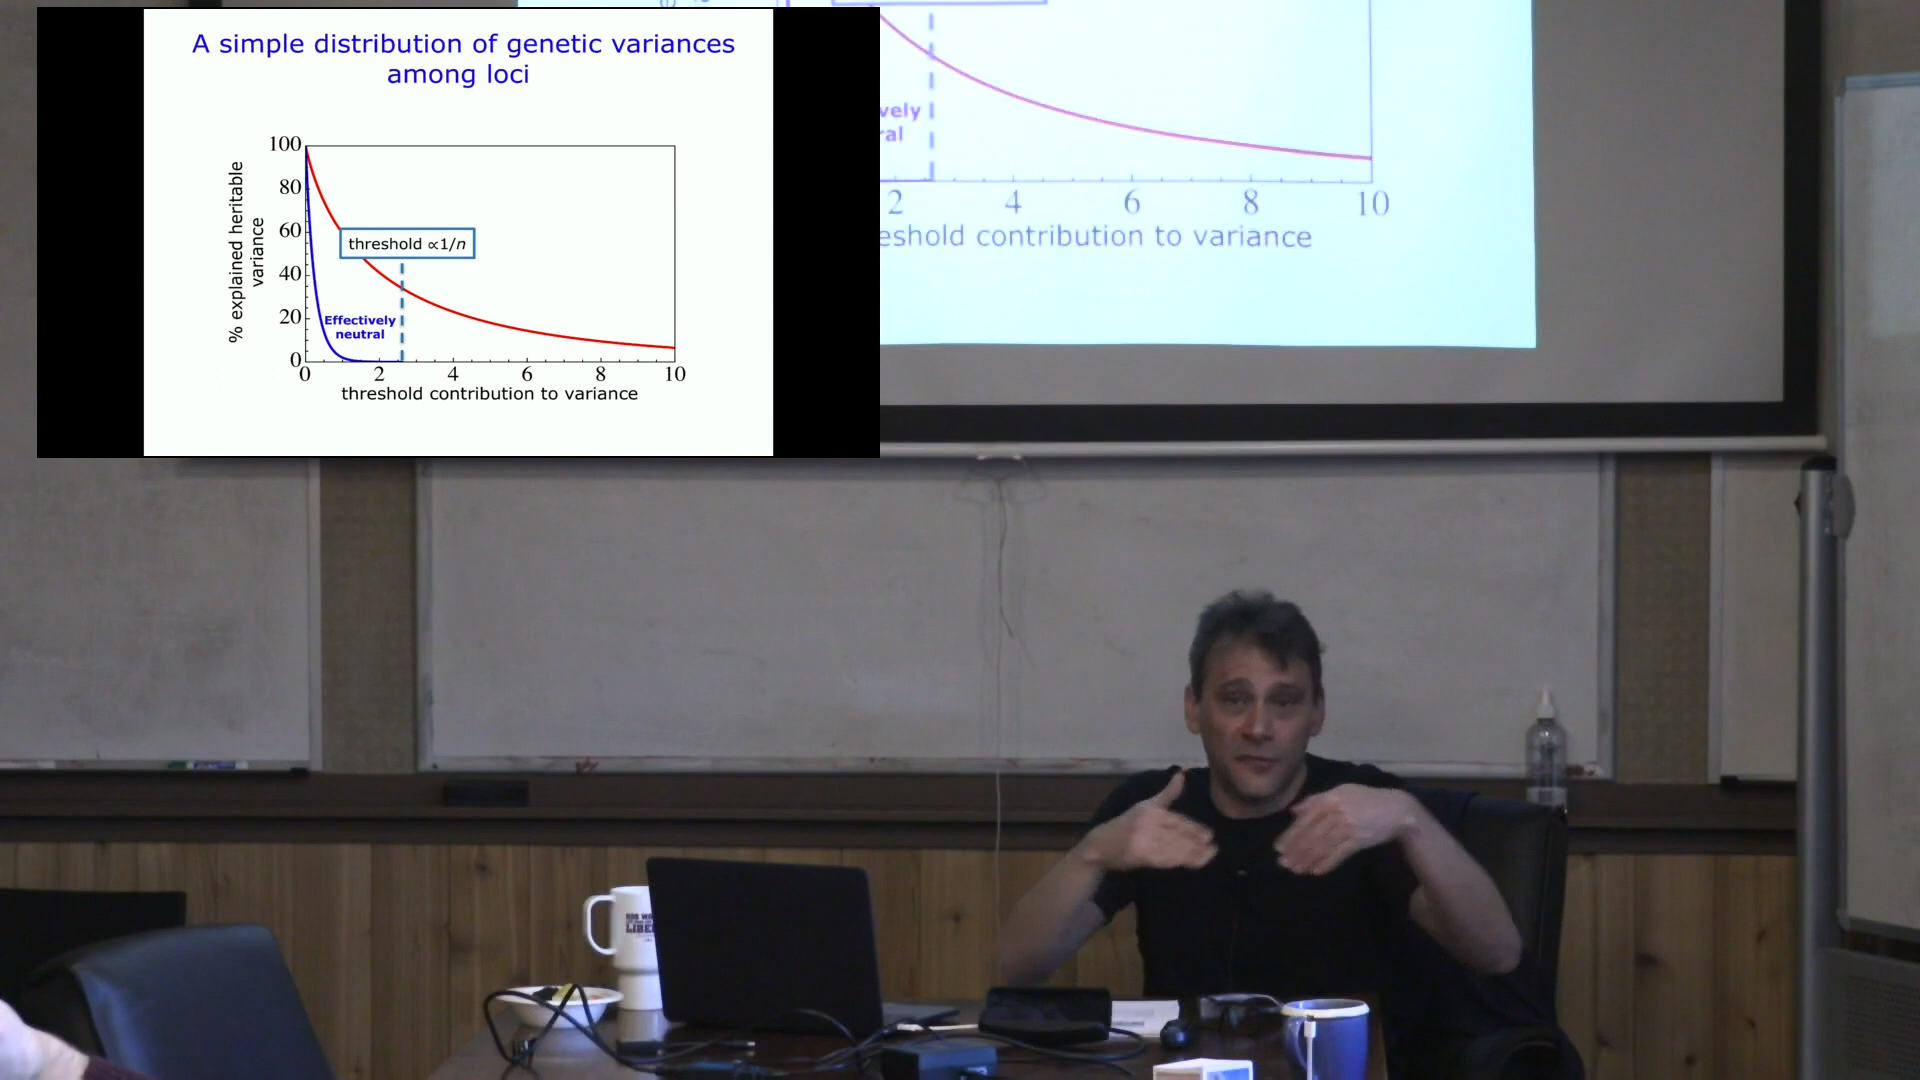 A simple distribution of genetic variances
among loci
% explained heritable
variance
100
80
60
40
20
0
threshold ∝1/n
Effectively
neutral
0 2 4 6 8 10
threshold contribution to variance
vely
ral
2 4 6 8 10
eshold contribution to variance
LIBE